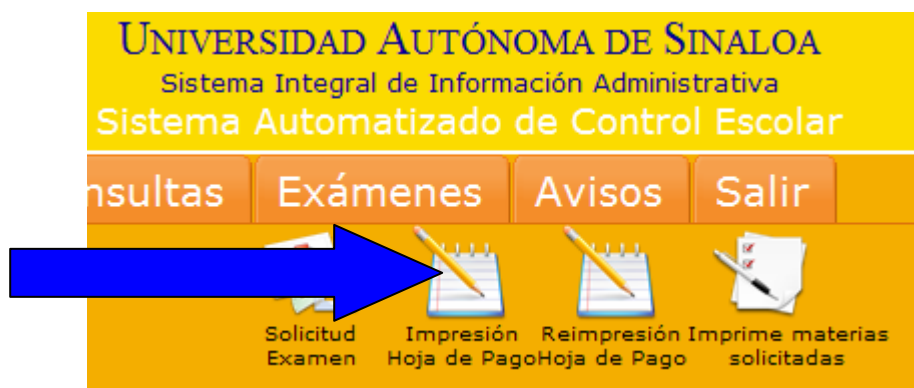 UNIVERSIDAD AUTÓNOMA DE SINALOA
Sistema Integral de Información Administrativa
Sistema Automatizado de Control Escolar
nsultas Exámenes Avisos Salir
Solicitud Examen
Impresión Hoja de Pago
Reimpresión Hoja de Pago
Imprime materias solicitadas